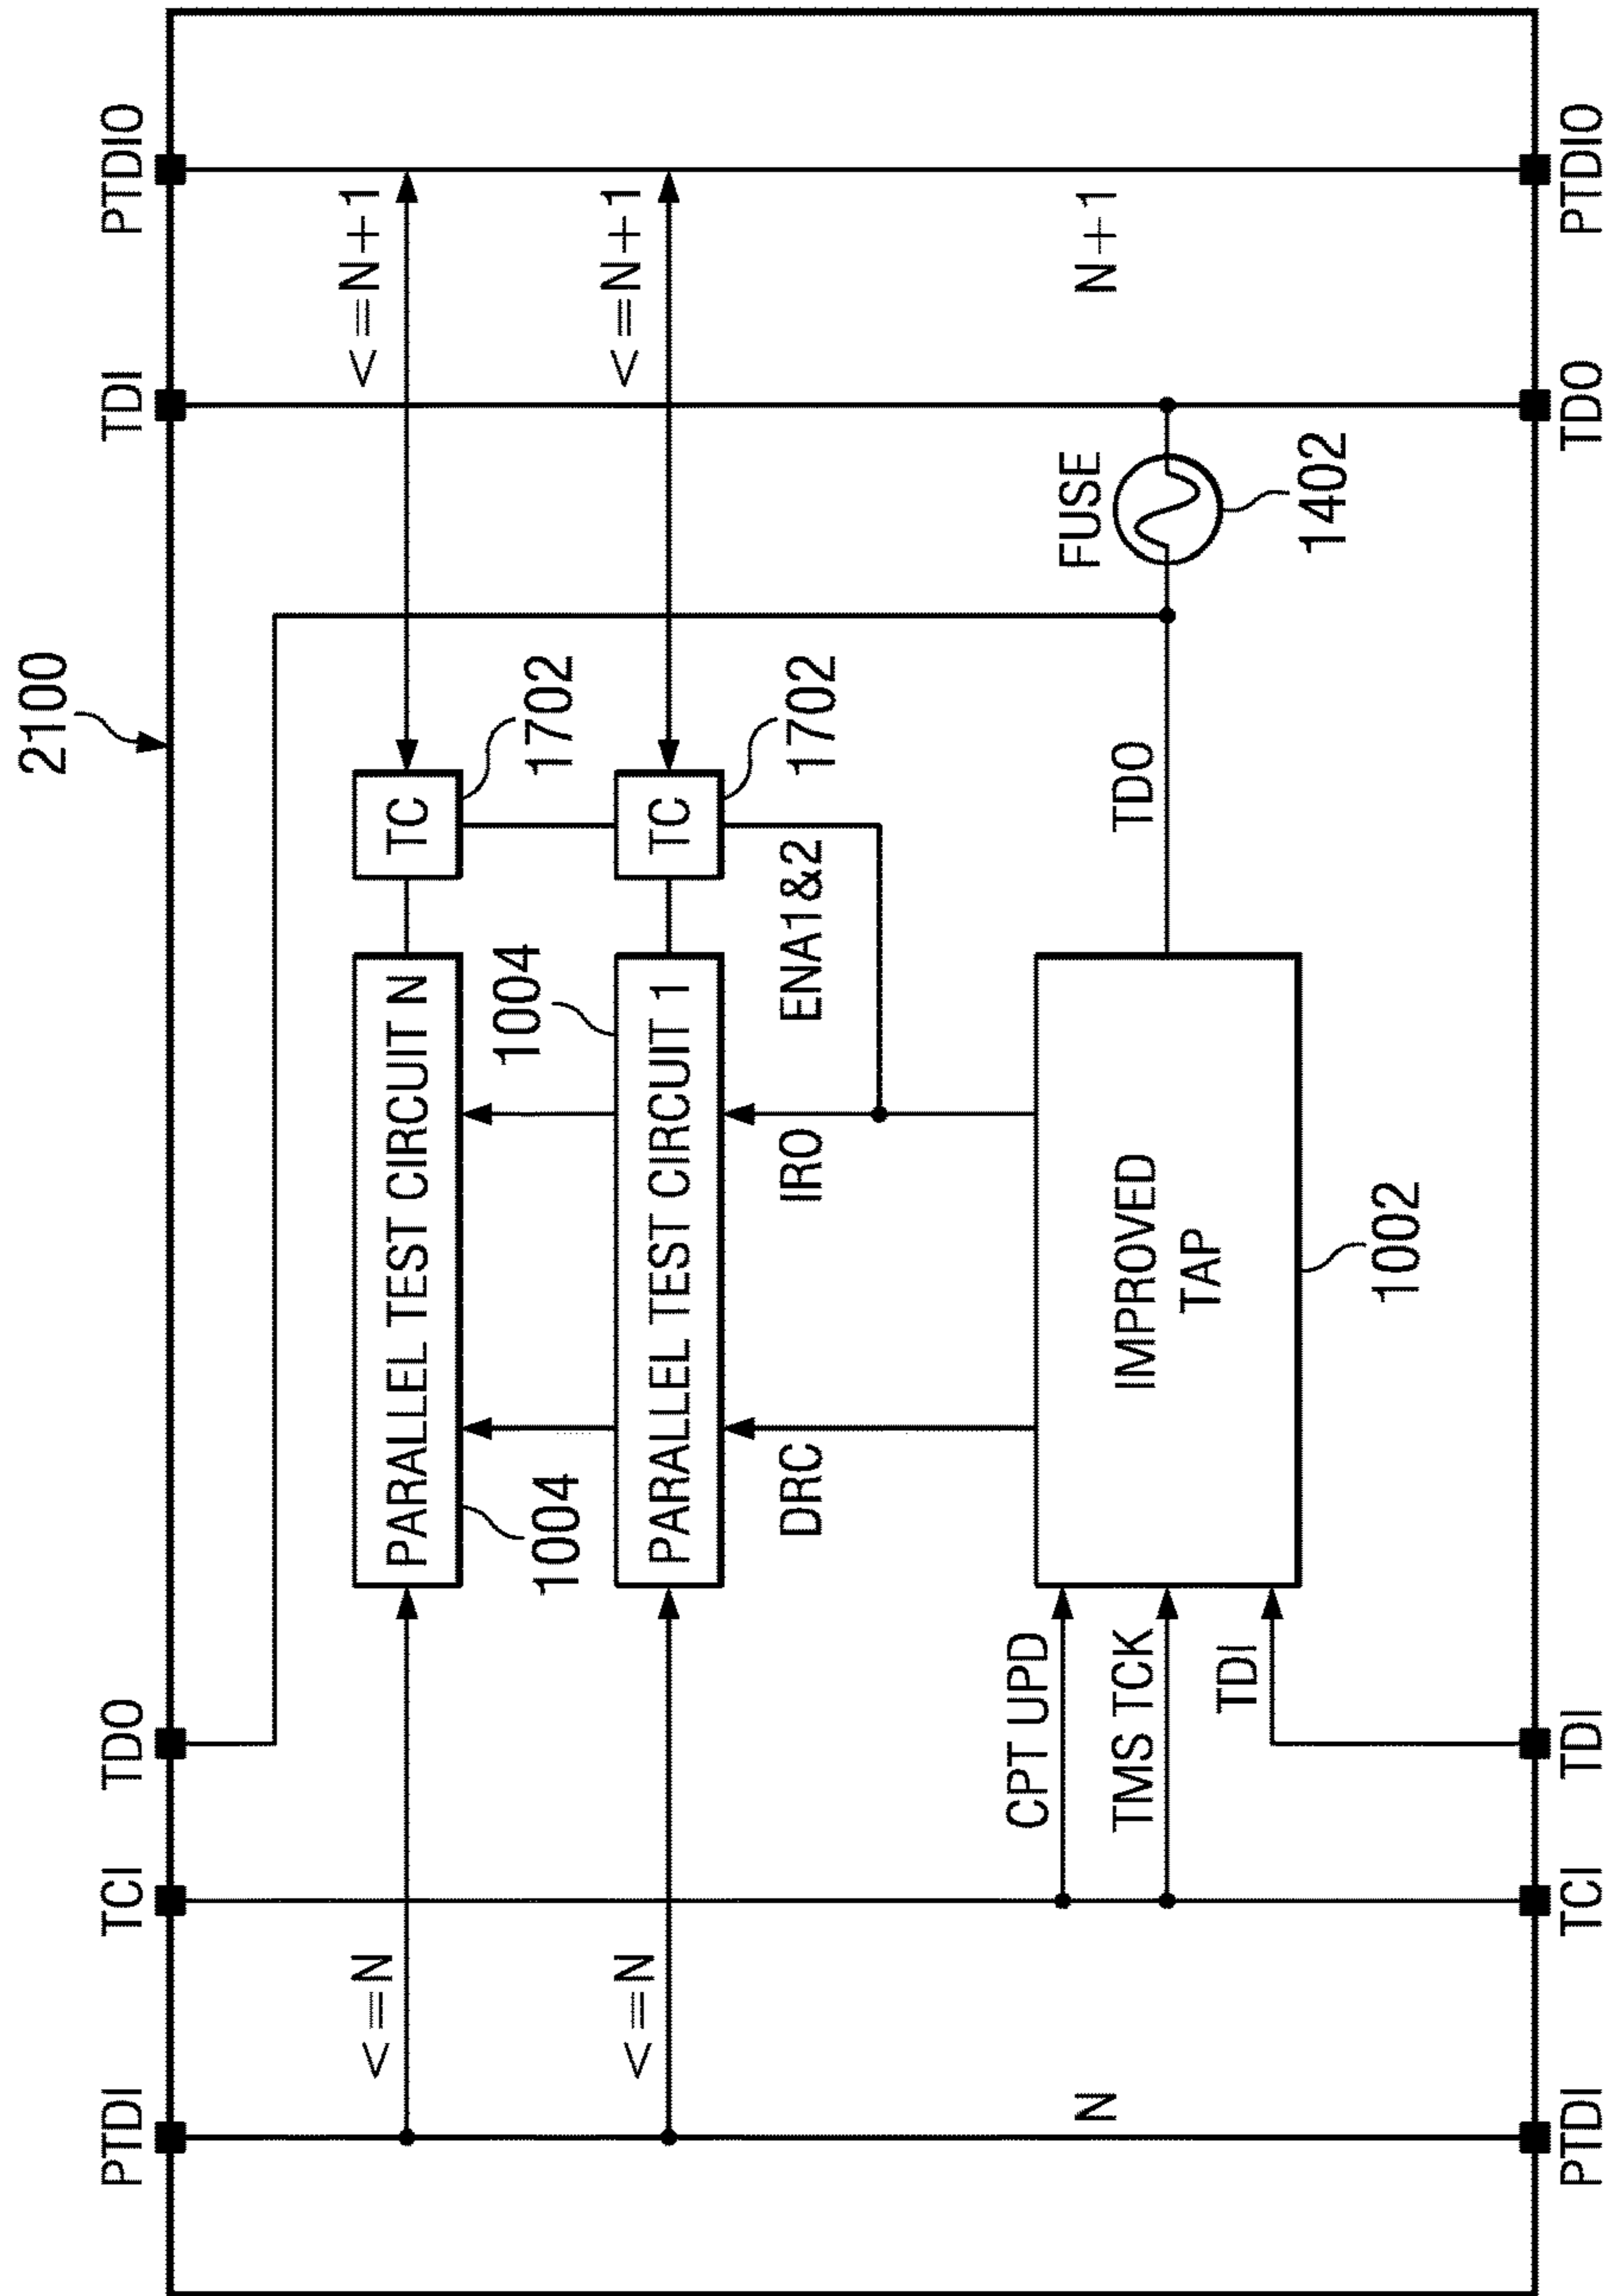 2100
PTDI
TCI
TDO
TDI
PTDIO
<=N
PARALLEL TEST CIRCUIT N
TC
<=N+1
1004
1702
<=N
PARALLEL TEST CIRCUIT 1
TC
<=N+1
1004
1702
DRC
IRO
ENA1&2
CPT UPD
TMS TCK
TDI
IMPROVED
TAP
1002
TDO
FUSE
1402
N
N+1
PTDI
TCI
TDI
TDO
PTDIO